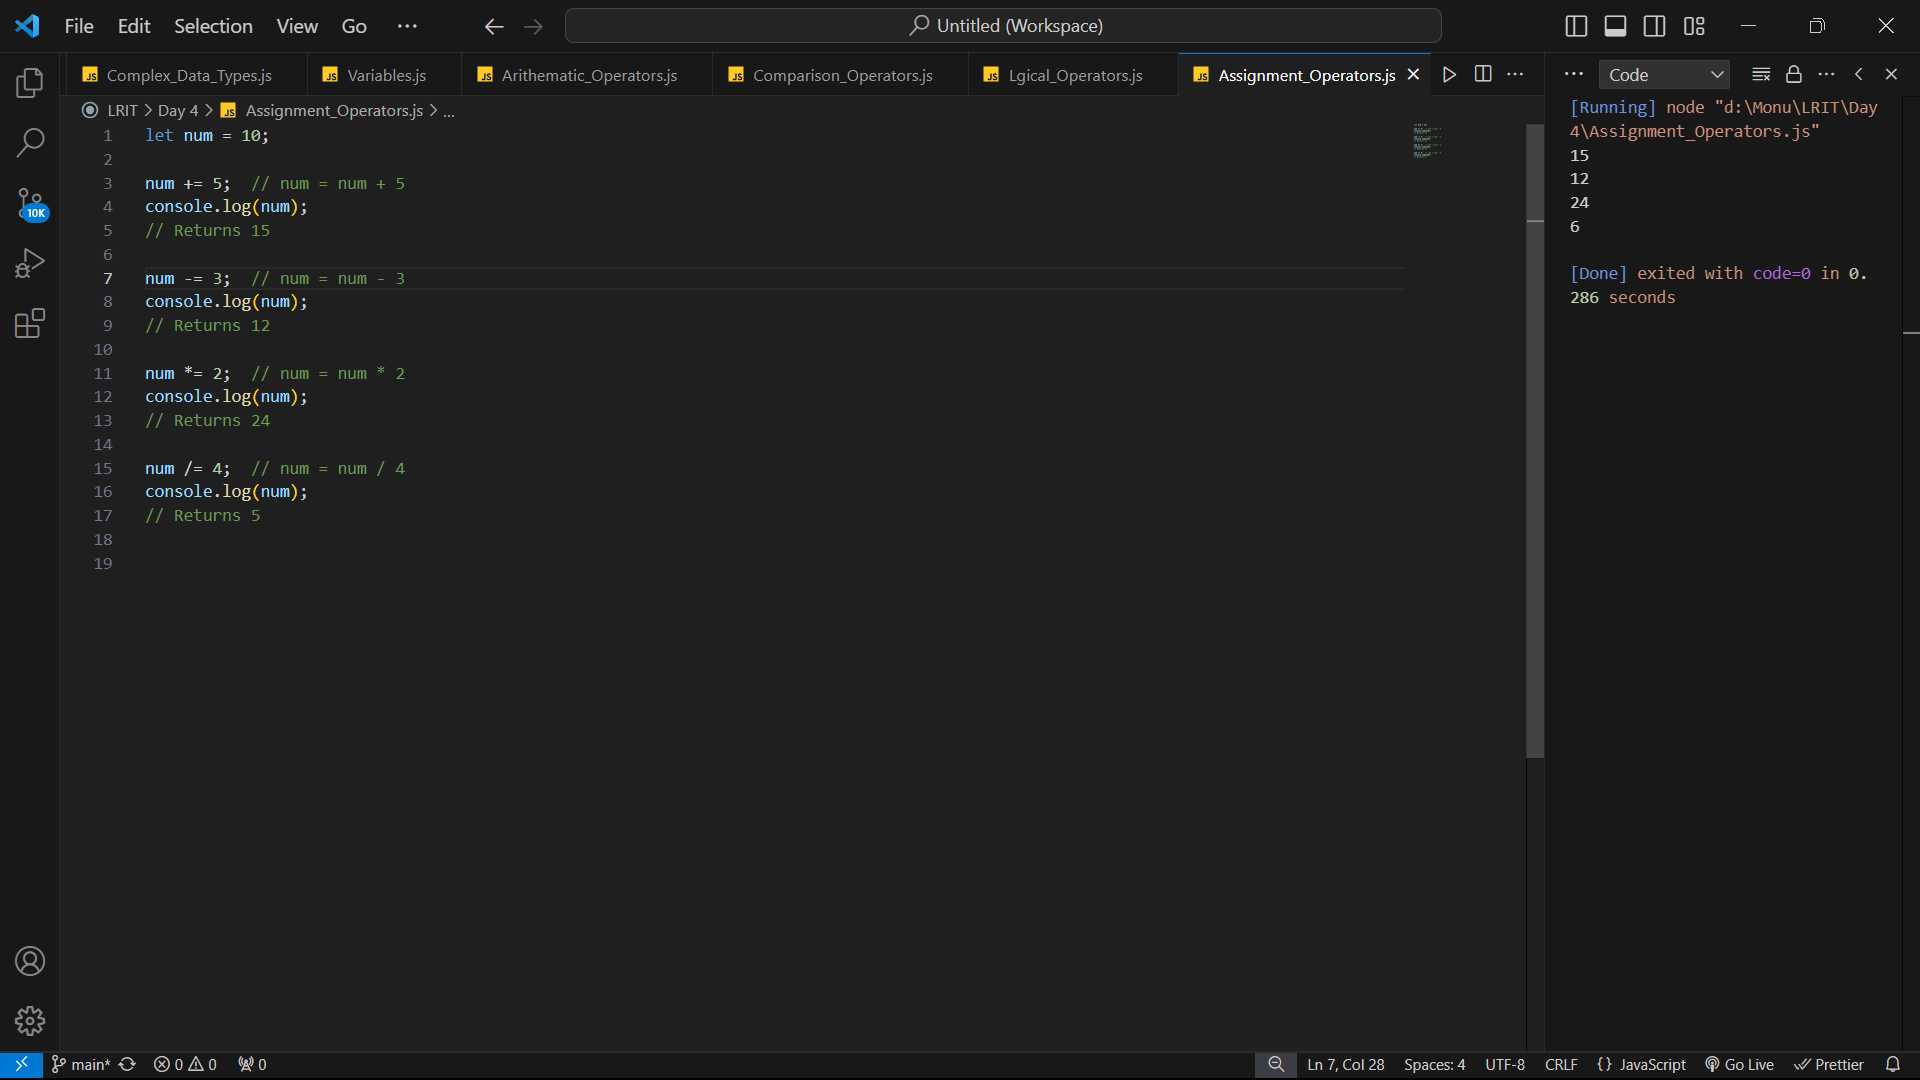 File Edit Selection View Go ··· Untitled (Workspace)
JS Complex_Data_Types.js JS Variables.js JS Arithematic_Operators.js JS Comparison_Operators.js JS Lgical_Operators.js JS Assignment_Operators.js ··· ··· Code ···
LRIT > Day 4 > JS Assignment_Operators.js > ...
1 let num = 10;
2
3 num += 5;  // num = num + 5
4 console.log(num);
5 // Returns 15
6
7 num -= 3;  // num = num - 3
8 console.log(num);
9 // Returns 12
10
11 num *= 2;  // num = num * 2
12 console.log(num);
13 // Returns 24
14
15 num /= 4;  // num = num / 4
16 console.log(num);
17 // Returns 5
18
19
[Running] node "d:\Monu\LRIT\Day
4\Assignment_Operators.js"
15
12
24
6
[Done] exited with code=0 in 0.
286 seconds
10K
main* 0 0 0 Ln 7, Col 28 Spaces: 4 UTF-8 CRLF {} JavaScript Go Live Prettier